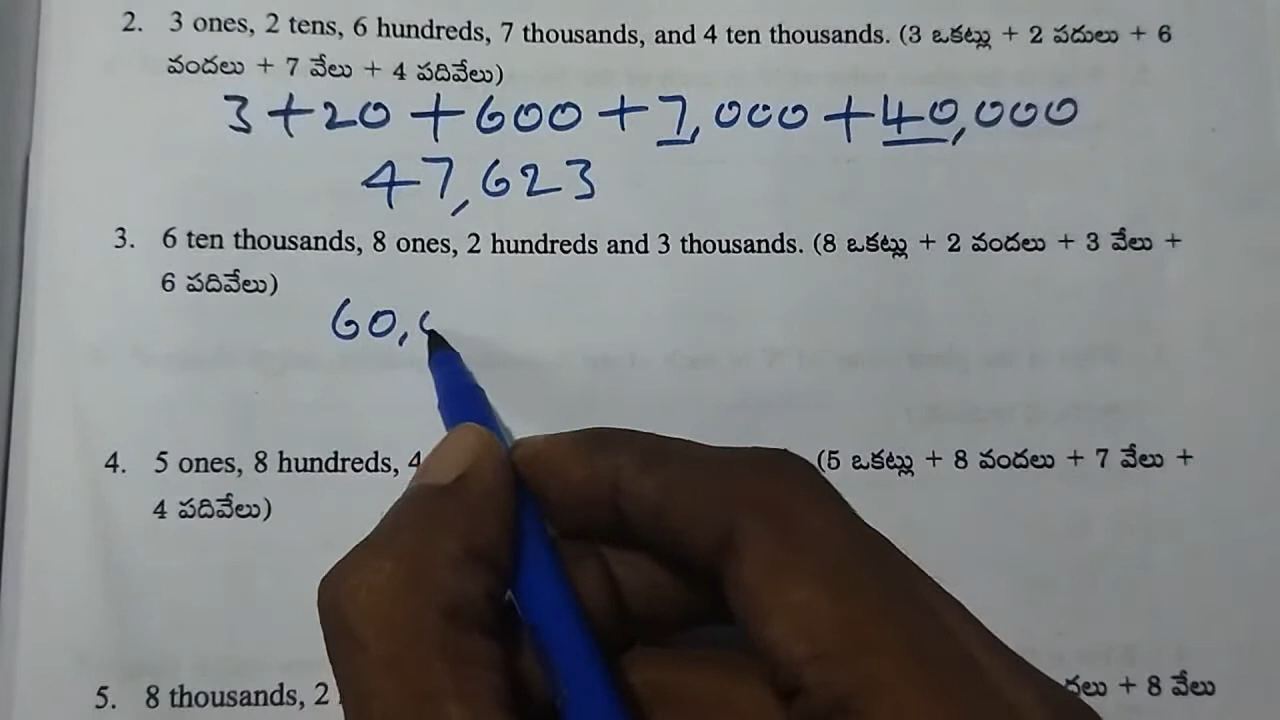 2. 3 ones, 2 tens, 6 hundreds, 7 thousands, and 4 ten thousands. (3 ఒకట్లు + 2 పదులు + 6
వందలు + 7 వేలు + 4 పదివేలు)
3+20+600+7,000+40,000
47,623
3. 6 ten thousands, 8 ones, 2 hundreds and 3 thousands. (8 ఒకట్లు + 2 వందలు + 3 వేలు +
6 పదివేలు)
60,
4. 5 ones, 8 hundreds, 4 (5 ఒకట్లు + 8 వందలు + 7 వేలు +
4 పదివేలు)
5. 8 thousands, 2 + 8 వేలు